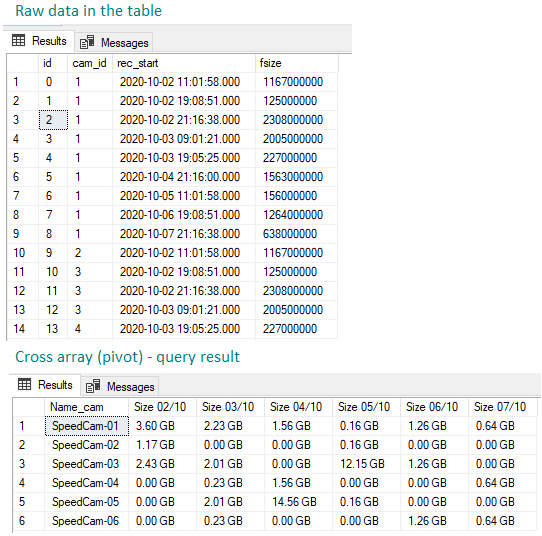 Raw data in the table
Results Messages
id cam_id rec_start fsize
1 0 1 2020-10-02 11:01:58.000 1167000000
2 1 1 2020-10-02 19:08:51.000 125000000
3 2 1 2020-10-02 21:16:38.000 2308000000
4 3 1 2020-10-03 09:01:21.000 2005000000
5 4 1 2020-10-03 19:05:25.000 227000000
6 5 1 2020-10-04 21:16:00.000 1563000000
7 6 1 2020-10-05 11:01:58.000 156000000
8 7 1 2020-10-06 19:08:51.000 1264000000
9 8 1 2020-10-07 21:16:38.000 638000000
10 9 2 2020-10-02 11:01:58.000 1167000000
11 10 3 2020-10-02 19:08:51.000 125000000
12 11 3 2020-10-02 21:16:38.000 2308000000
13 12 3 2020-10-03 09:01:21.000 2005000000
14 13 4 2020-10-03 19:05:25.000 227000000
Cross array (pivot) - query result
Results Messages
Name_cam Size 02/10 Size 03/10 Size 04/10 Size 05/10 Size 06/10 Size 07/10
1 SpeedCam-01 3.60 GB 2.23 GB 1.56 GB 0.16 GB 1.26 GB 0.64 GB
2 SpeedCam-02 1.17 GB 0.00 GB 0.00 GB 0.16 GB 0.00 GB 0.00 GB
3 SpeedCam-03 2.43 GB 2.01 GB 0.00 GB 12.15 GB 1.26 GB 0.00 GB
4 SpeedCam-04 0.00 GB 0.23 GB 1.56 GB 0.00 GB 0.00 GB 0.64 GB
5 SpeedCam-05 0.00 GB 2.01 GB 14.56 GB 0.16 GB 0.00 GB 0.00 GB
6 SpeedCam-06 0.00 GB 0.23 GB 0.00 GB 0.00 GB 1.26 GB 0.64 GB